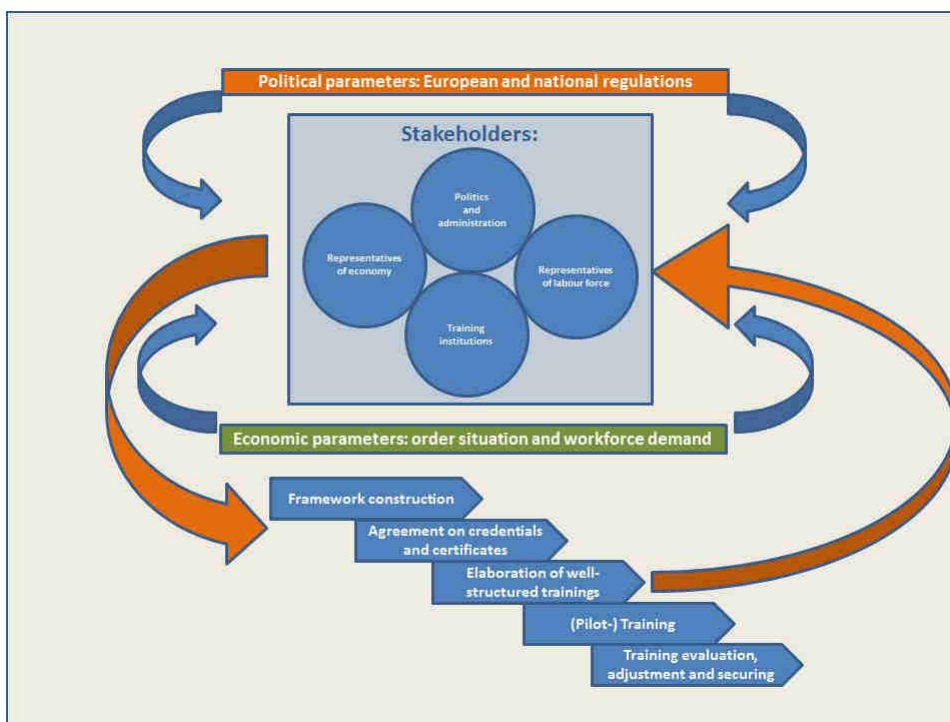 Political parameters: European and national regulations
Stakeholders:
Politics
and
administration
Representatives
of economy
Representatives
of labour force
Training
institutions
Economic parameters: order situation and workforce demand
Framework construction
Agreement on credentials
and certificates
Elaboration of well-
structured trainings
(Pilot-) Training
Training evaluation,
adjustment and securing